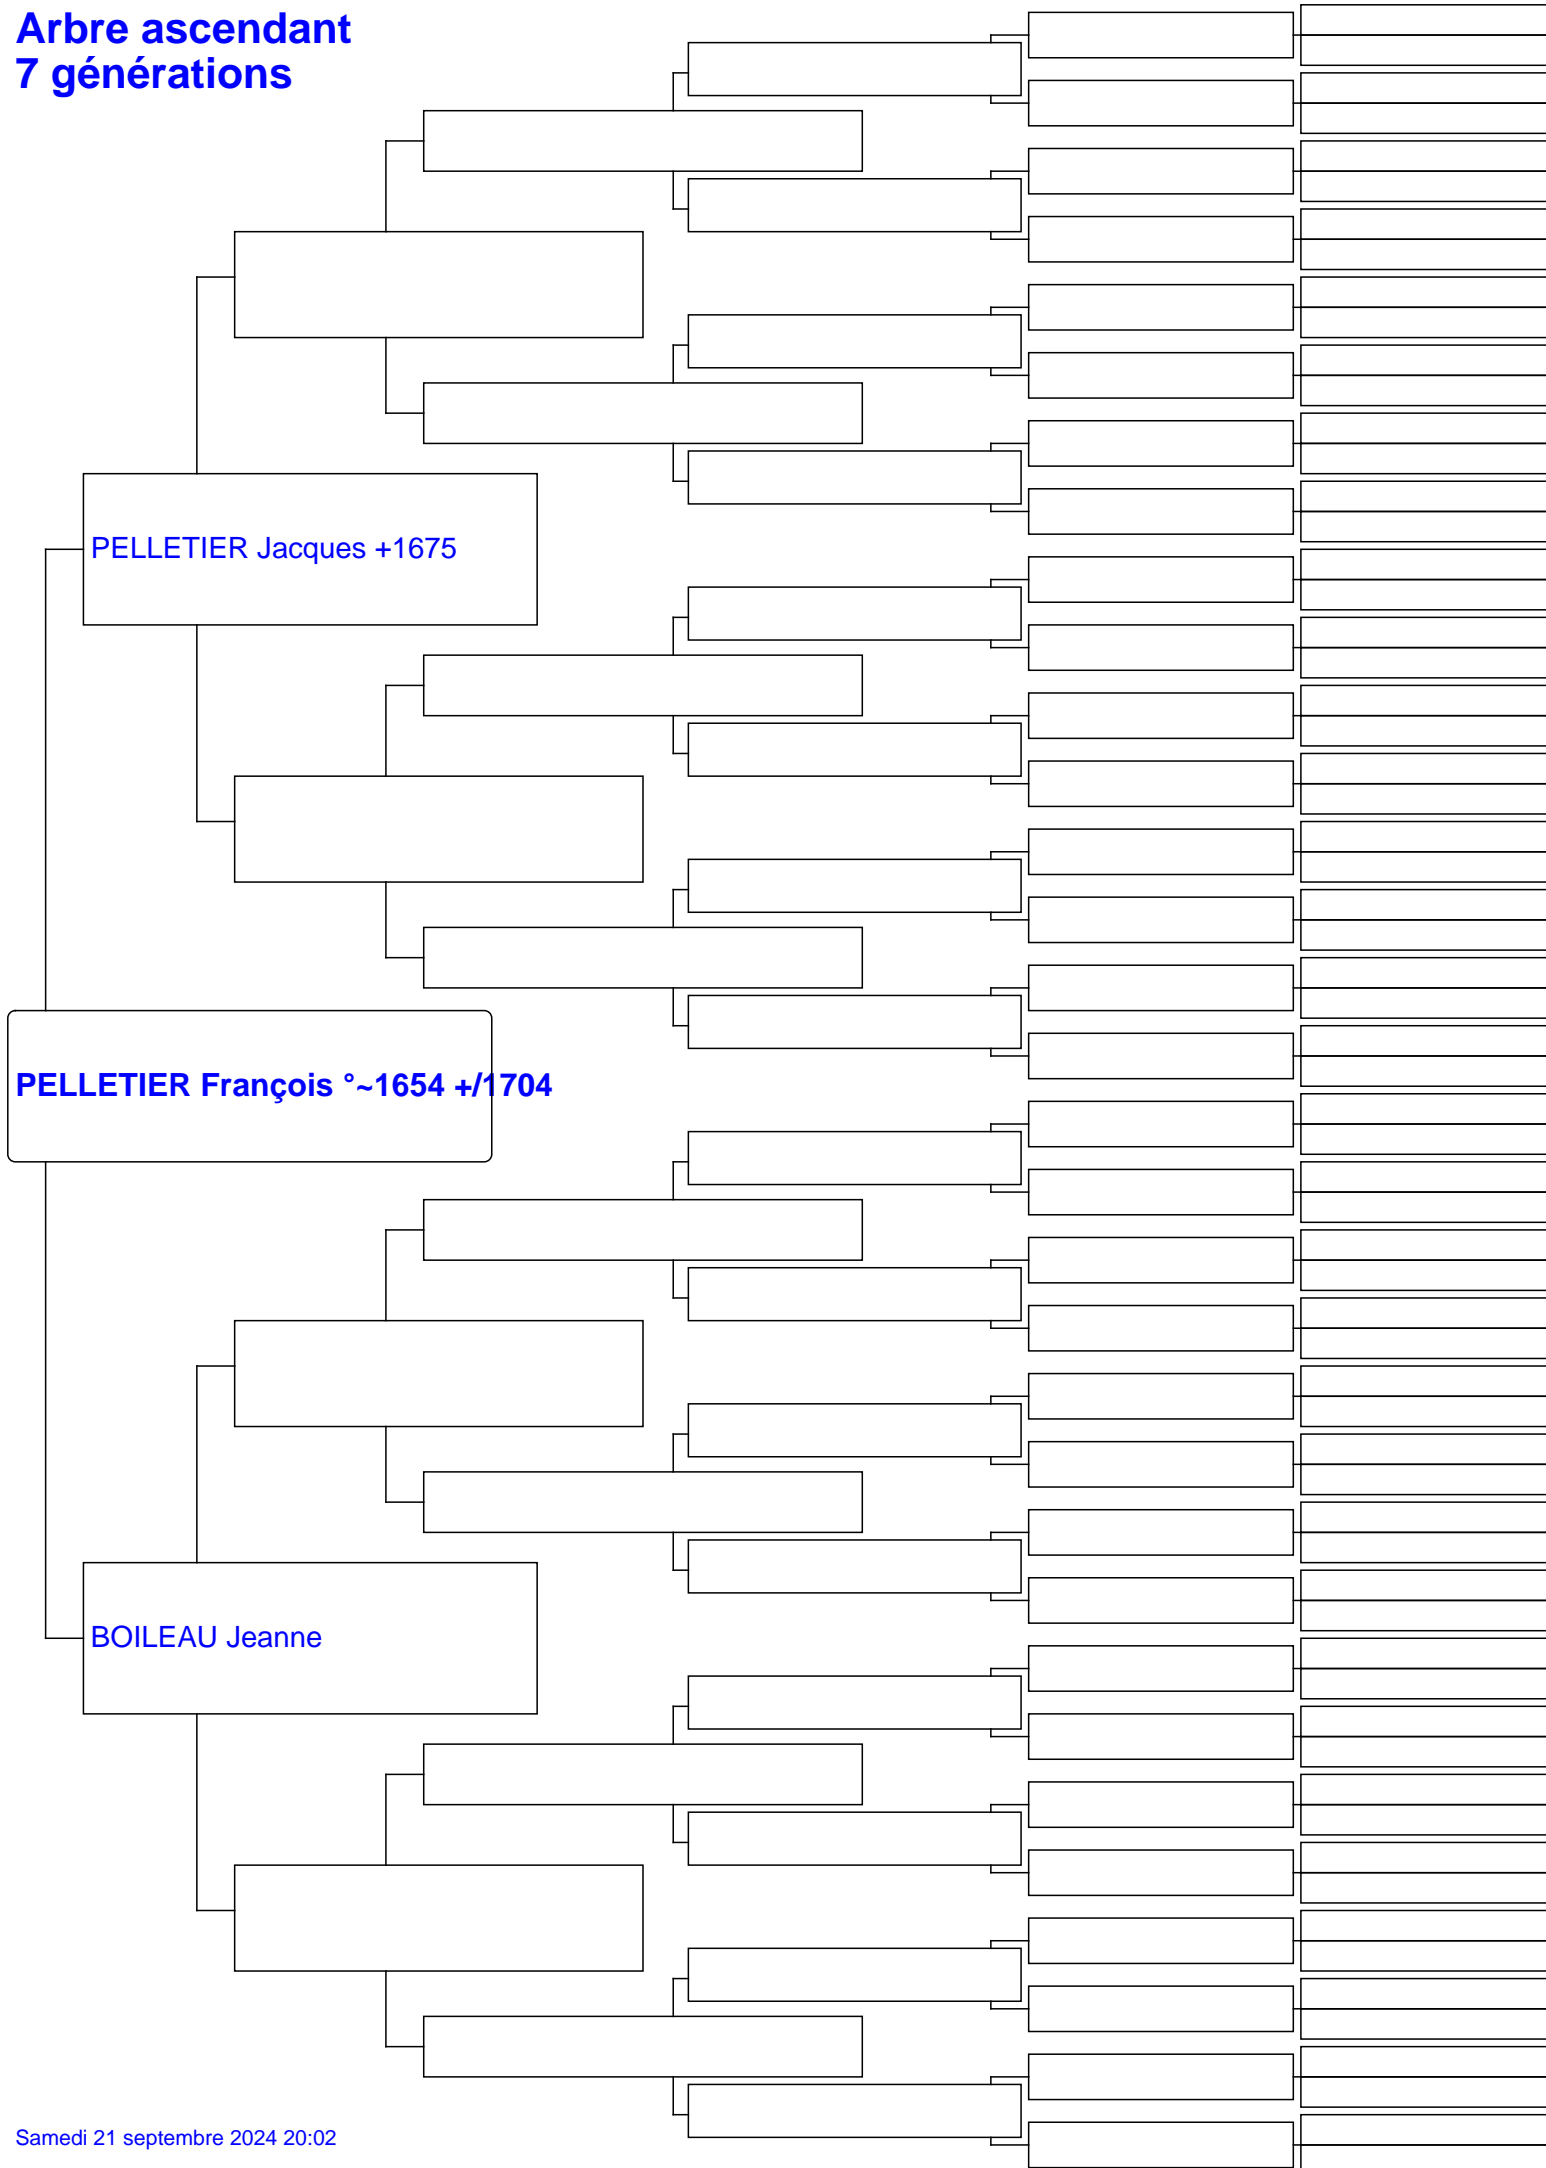 Arbre ascendant
7 générations
PELLETIER Jacques +1675
PELLETIER François °~1654 +/1704
BOILEAU Jeanne
Samedi 21 septembre 2024 20:02